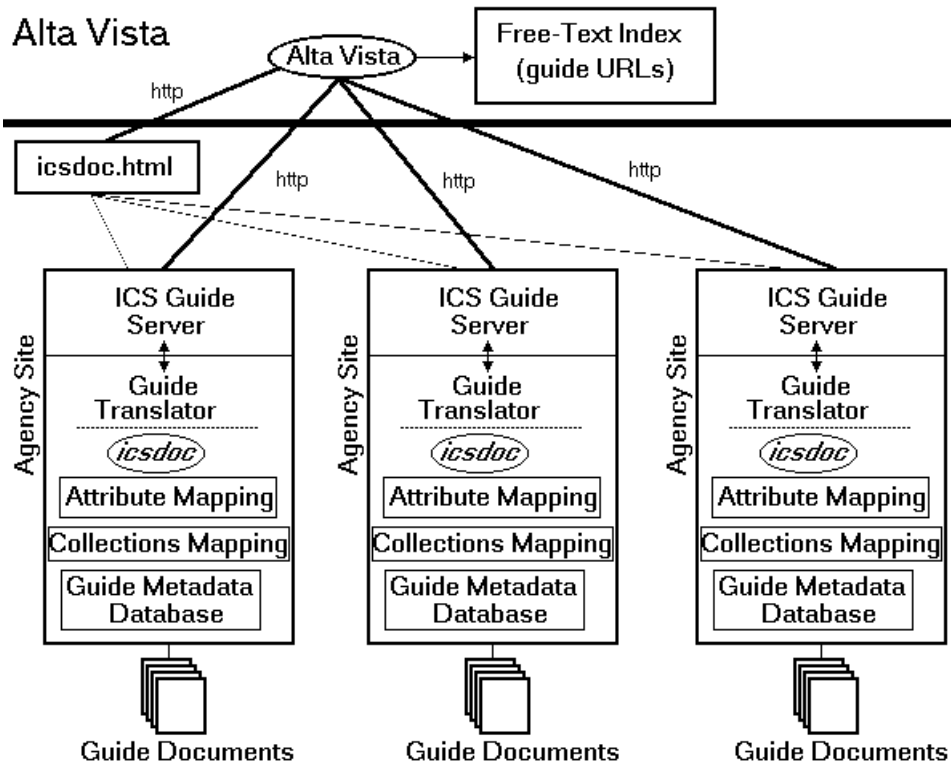 Alta Vista
Alta Vista
Free-Text Index
(guide URLs)
http
icsdoc.html
http
http
http
Agency Site
ICS Guide
Server
Guide
Translator
icsdoc
Attribute Mapping
Collections Mapping
Guide Metadada
Database
Guide Documents
Agency Site
ICS Guide
Server
Guide
Translator
icsdoc
Attribute Mapping
Collections Mapping
Guide Metadada
Database
Guide Documents
Agency Site
ICS Guide
Server
Guide
Translator
icsdoc
Attribute Mapping
Collections Mapping
Guide Metadada
Database
Guide Documents